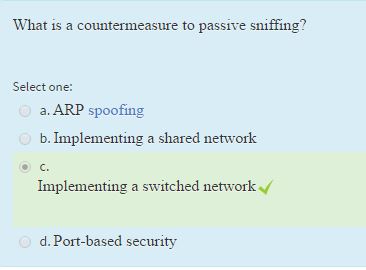 What is a countermeasure to passive sniffing?
Select one:
a. ARP spoofing
b. Implementing a shared network
c.
Implementing a switched network
d. Port-based security